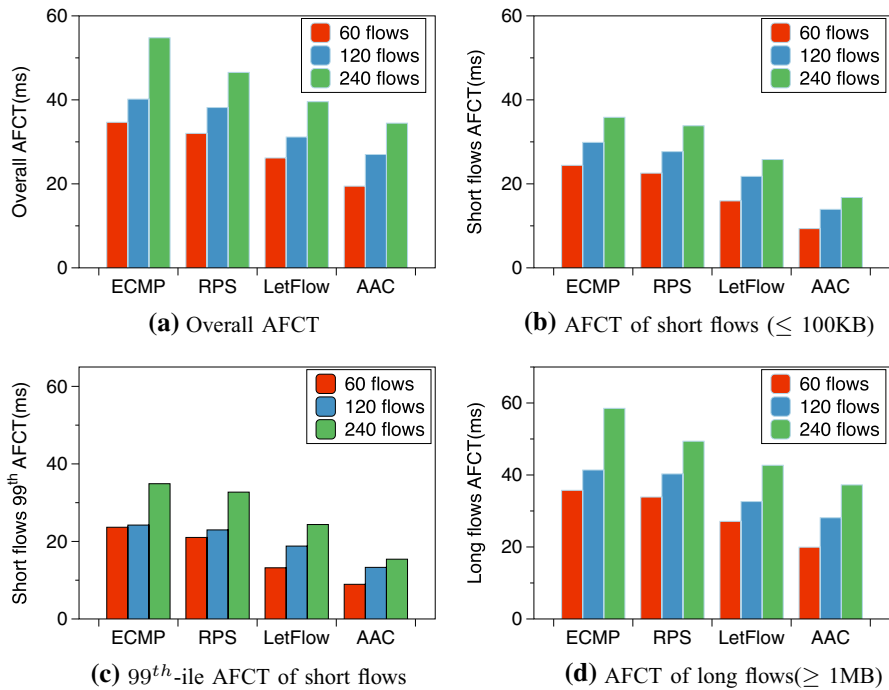 60
40
20
0
Overall AFCT(ms)
60 flows
120 flows
240 flows
ECMP RPS LetFlow AAC
(a) Overall AFCT
60
40
20
0
Short flows AFCT(ms)
60 flows
120 flows
240 flows
ECMP RPS LetFlow AAC
(b) AFCT of short flows (≤ 100KB)
60
40
20
0
Short flows 99th AFCT(ms)
60 flows
120 flows
240 flows
ECMP RPS LetFlow AAC
(c) 99th-ile AFCT of short flows
60
40
20
0
Long flows AFCT(ms)
60 flows
120 flows
240 flows
ECMP RPS LetFlow AAC
(d) AFCT of long flows(≥ 1MB)